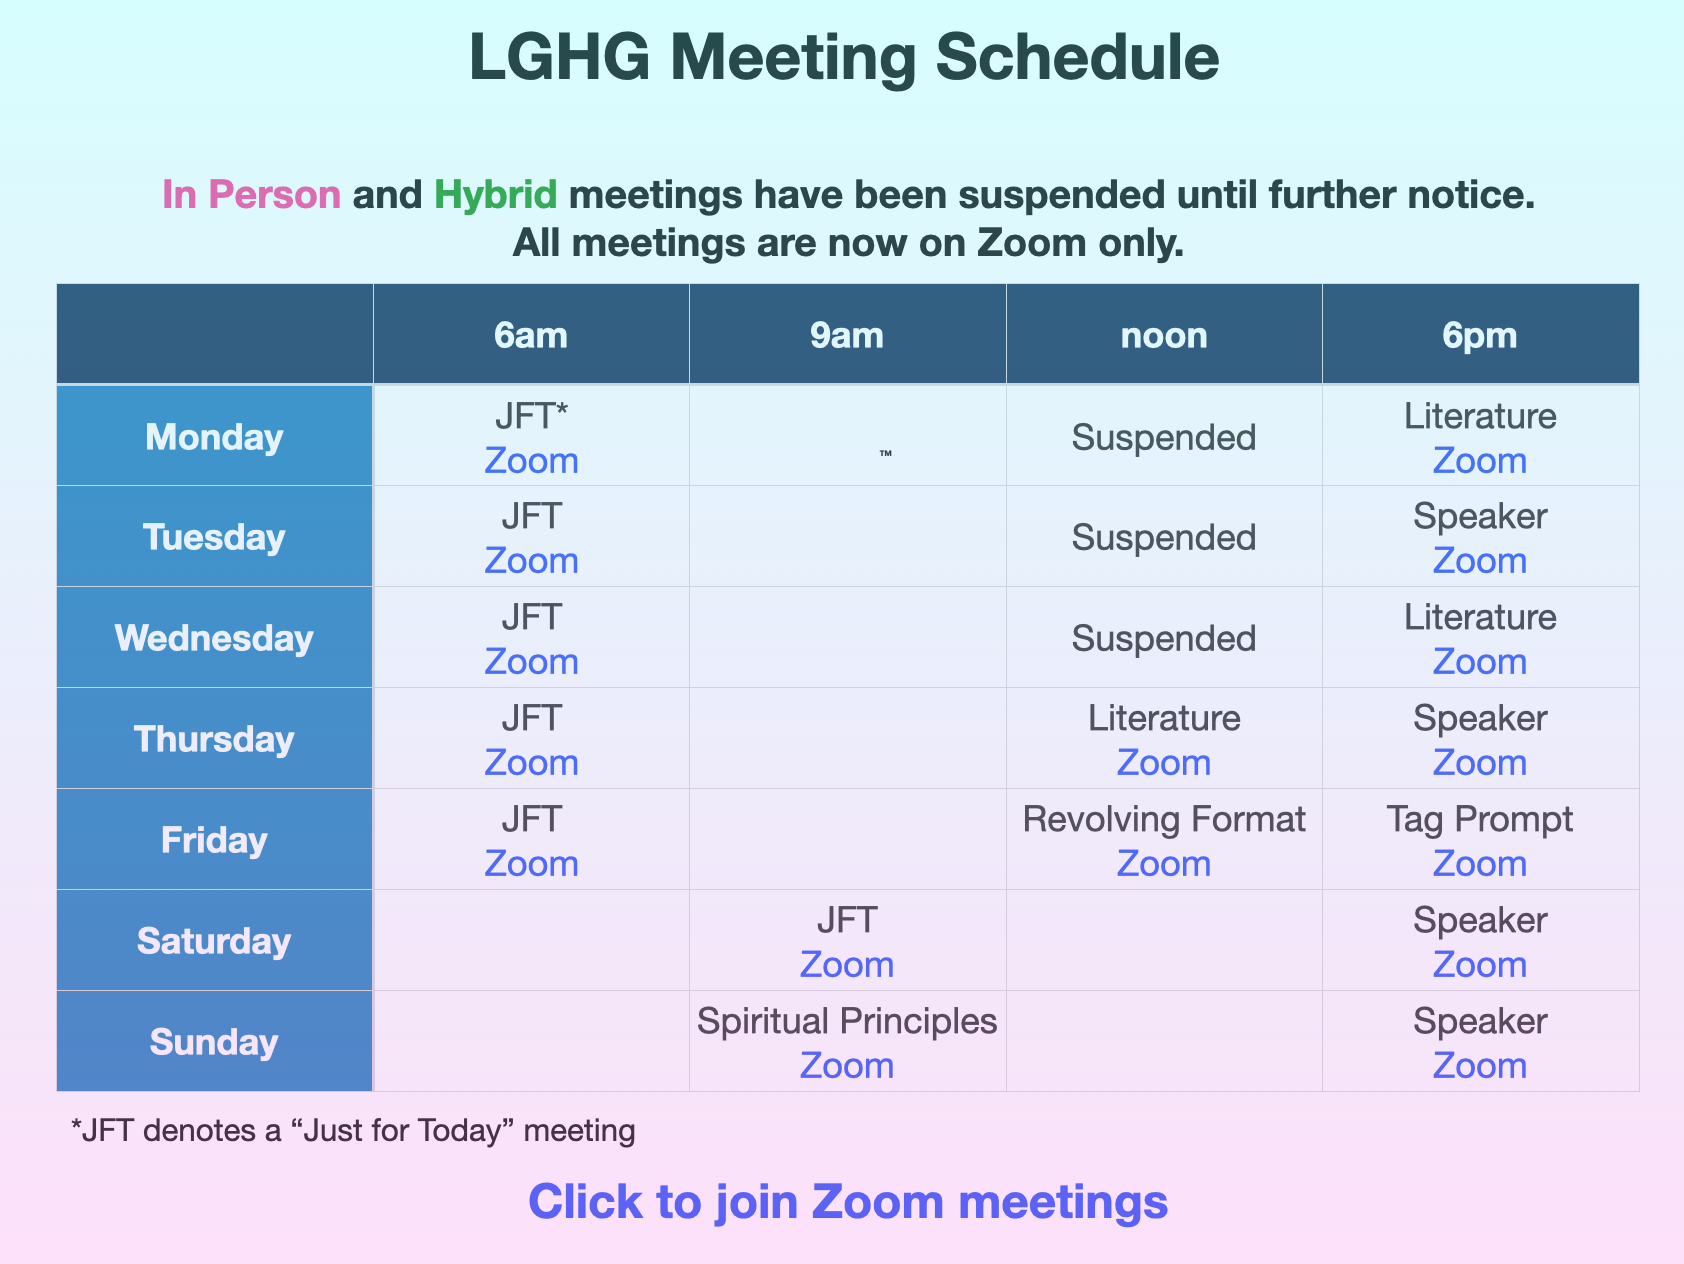 LGHG Meeting Schedule
In Person and Hybrid meetings have been suspended until further notice.
All meetings are now on Zoom only.
6am 9am noon 6pm
Monday JFT* Zoom ™ Suspended Literature Zoom
Tuesday JFT Zoom Suspended Speaker Zoom
Wednesday JFT Zoom Suspended Literature Zoom
Thursday JFT Zoom Literature Zoom Speaker Zoom
Friday JFT Zoom Revolving Format Zoom Tag Prompt Zoom
Saturday JFT Zoom Speaker Zoom
Sunday Spiritual Principles Zoom Speaker Zoom
*JFT denotes a “Just for Today” meeting
Click to join Zoom meetings